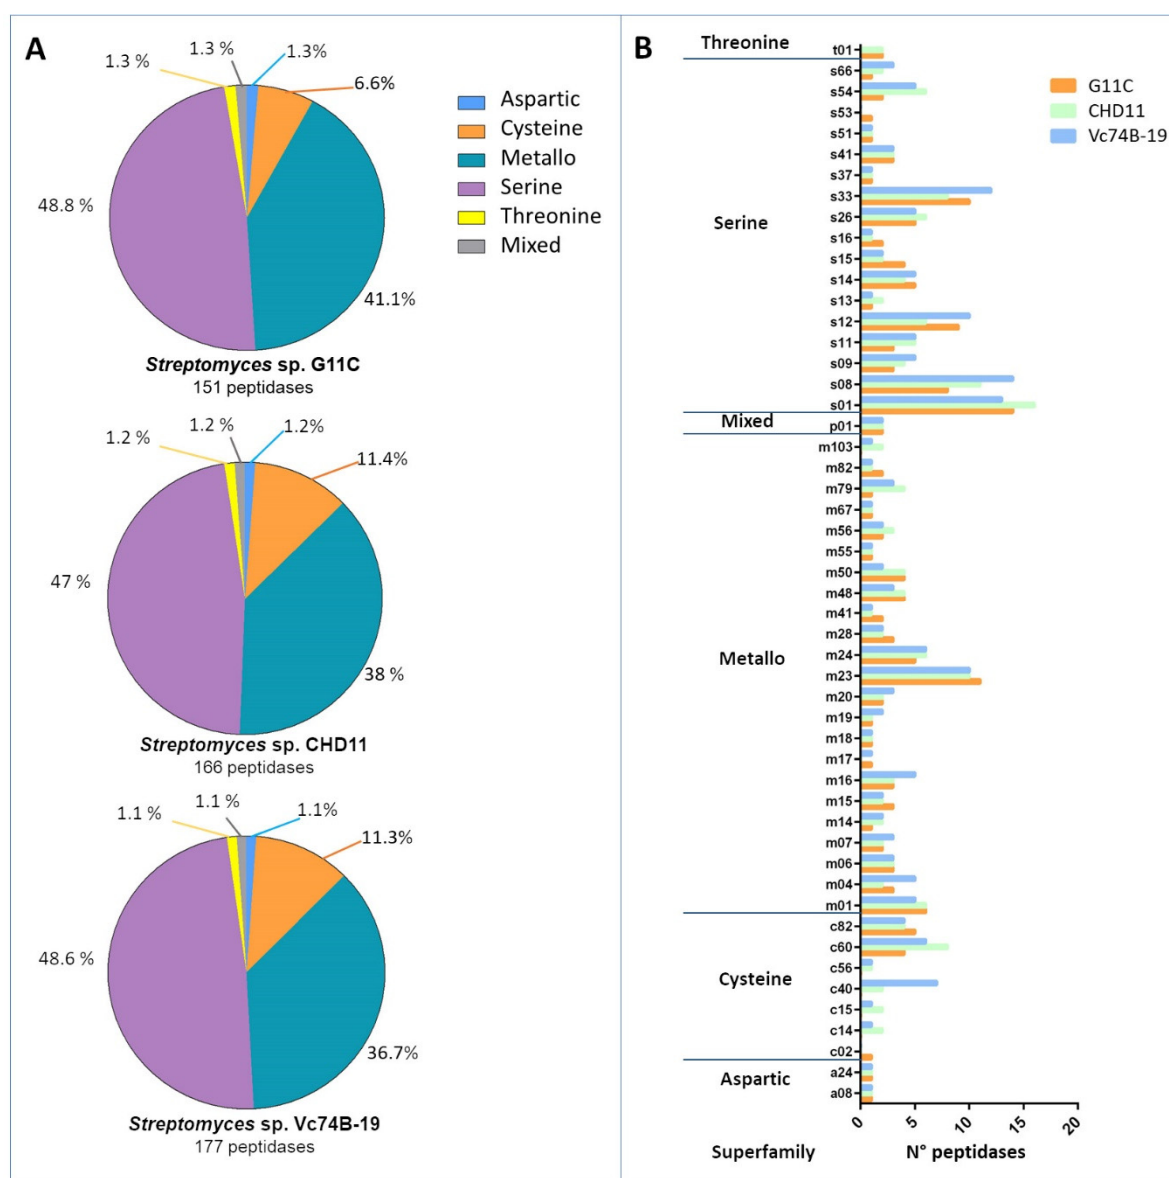 A
1.3 %
1.3 %
1.3%
6.6%
48.8 %
41.1%
Streptomyces sp. G11C
151 peptidases
Aspartic
Cysteine
Metallo
Serine
Threonine
Mixed
1.2 %
1.2 %
1.2%
11.4%
47 %
38 %
Streptomyces sp. CHD11
166 peptidases
1.1 %
1.1 %
1.1%
11.3%
48.6 %
36.7%
Streptomyces sp. Vc74B-19
177 peptidases
B
G11C
CHD11
Vc74B-19
Threonine
Serine
Mixed
Metallo
Cysteine
Aspartic
Superfamily
t01
s66
s54
s53
s51
s41
s37
s33
s26
s16
s15
s14
s13
s12
s11
s09
s08
s01
p01
m103
m82
m79
m67
m56
m55
m50
m48
m41
m28
m24
m23
m20
m19
m18
m17
m16
m15
m14
m07
m06
m04
m01
c82
c60
c56
c40
c15
c14
c02
a24
a08
0
5
10
15
20
N° peptidases